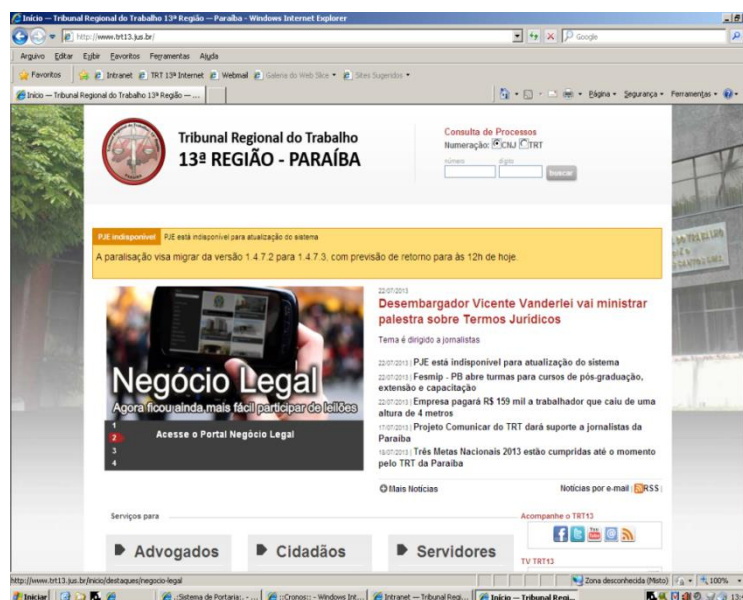 Início — Tribunal Regional do Trabalho 13ª Região — Paraíba - Windows Internet Explorer
http://www.trt13.jus.br/
Google
Arquivo Editar Exibir Favoritos Ferramentas Ajuda
Favoritos Intranet TRT 13ª Internet Webmail Galeria do Web Slice Sites Sugeridos
Início — Tribunal Regional do Trabalho 13ª Região — ...
Página Segurança Ferramentas
Tribunal Regional do Trabalho
13ª REGIÃO - PARAÍBA
Consulta de Processos
Numeração: CNJ TRT
número dígito
buscar
PJE indisponível PJE está indisponível para atualização do sistema
A paralisação visa migrar da versão 1.4.7.2 para 1.4.7.3, com previsão de retorno para às 12h de hoje.
22/07/2013
Desembargador Vicente Vanderlei vai ministrar
palestra sobre Termos Jurídicos
Tema é dirigido a jornalistas
22/07/2013 | PJE está indisponível para atualização do sistema
22/07/2013 | Fesmip - PB abre turmas para cursos de pós-graduação,
extensão e capacitação
22/07/2013 | Empresa pagará R$ 159 mil a trabalhador que caiu de uma
altura de 4 metros
17/07/2013 | Projeto Comunicar do TRT dará suporte a jornalistas da
Paraíba
18/07/2013 | Três Metas Nacionais 2013 estão cumpridas até o momento
pelo TRT da Paraíba
Mais Notícias
Notícias por e-mail | RSS |
Negócio Legal
Agora ficou ainda mais fácil participar de leilões
1
2
3
4
Acesse o Portal Negócio Legal
Serviços para
Advogados
Cidadãos
Servidores
Acompanhe o TRT13
TV TRT13
http://www.trt13.jus.br/inicio/destaques/negocio-legal
Zona desconhecida (Misto)
100%
Iniciar
.::Sistema de Portaria::. - ...
::Cronos:: - Windows Int...
Intranet — Tribunal Regi...
Início — Tribunal Regi...